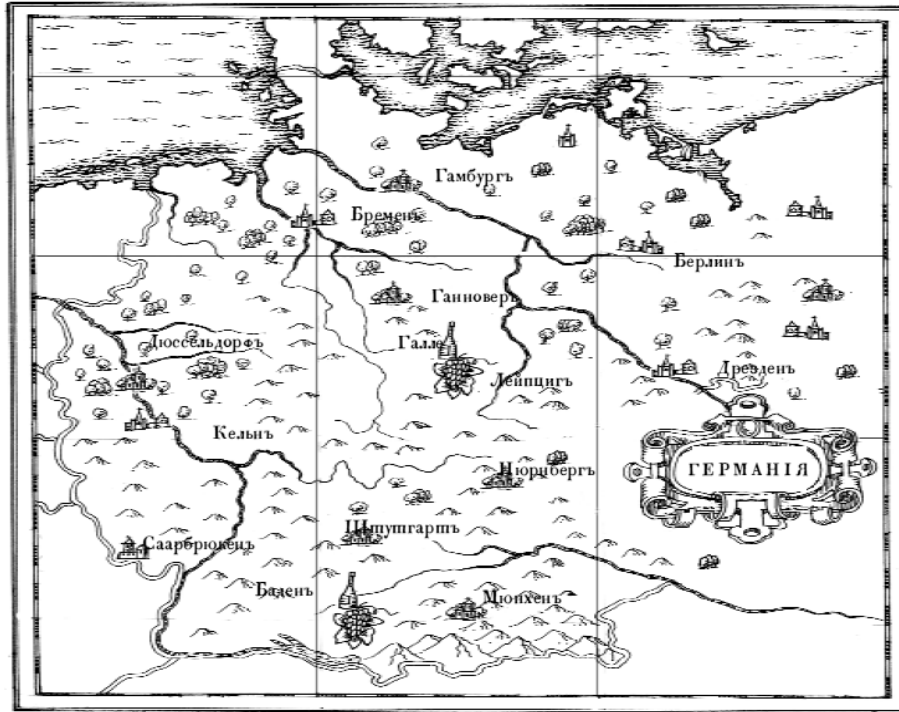 Гамбургъ
Бременъ
Берлинъ
Ганноверъ
Дюссельдорфъ
Галле
Дрезденъ
Лейпцигъ
Кельнъ
Нюрнбергъ
ГЕРМАНІЯ
Штутгартъ
Саарбрюкенъ
Баденъ
Мюнхенъ